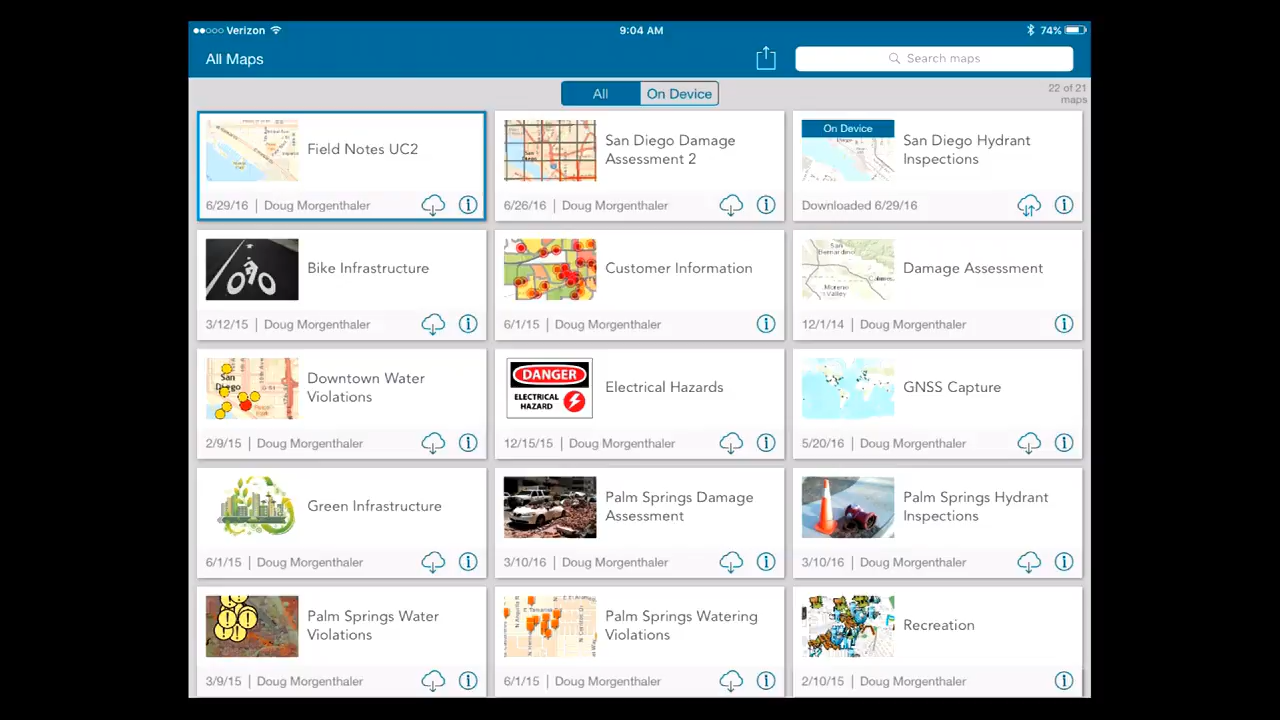 Verizon 9:04 AM 74%
All Maps Search maps
All On Device 22 of 21
maps
Field Notes UC2
6/29/16 | Doug Morgenthaler
San Diego Damage
Assessment 2
6/26/16 | Doug Morgenthaler
On Device
San Diego Hydrant
Inspections
Downloaded 6/29/16
Bike Infrastructure
3/12/15 | Doug Morgenthaler
Customer Information
6/1/15 | Doug Morgenthaler
San
Bernardino
Moreno
Valley
Damage Assessment
12/1/14 | Doug Morgenthaler
San
Diego
Downtown Water
Violations
2/9/15 | Doug Morgenthaler
DANGER
ELECTRICAL
HAZARD
Electrical Hazards
12/15/15 | Doug Morgenthaler
GNSS Capture
5/20/16 | Doug Morgenthaler
Green Infrastructure
6/1/15 | Doug Morgenthaler
Palm Springs Damage
Assessment
3/10/16 | Doug Morgenthaler
Palm Springs Hydrant
Inspections
3/10/16 | Doug Morgenthaler
Palm Springs Water
Violations
3/9/15 | Doug Morgenthaler
Palm Springs Watering
Violations
6/1/15 | Doug Morgenthaler
Recreation
2/10/15 | Doug Morgenthaler